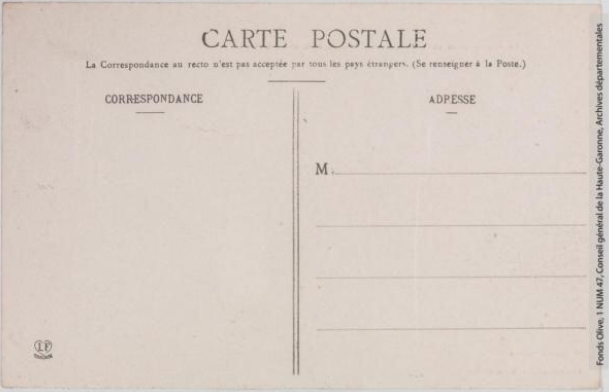 CARTE POSTALE
La Correspondance au recto n'est pas acceptée par tous les pays étrangers. (Se renseigner à la Poste.)
CORRESPONDANCE
ADRESSE
M
Fonds Olive, 1 NUM 47, Conseil général de la Haute-Garonne, Archives départementales